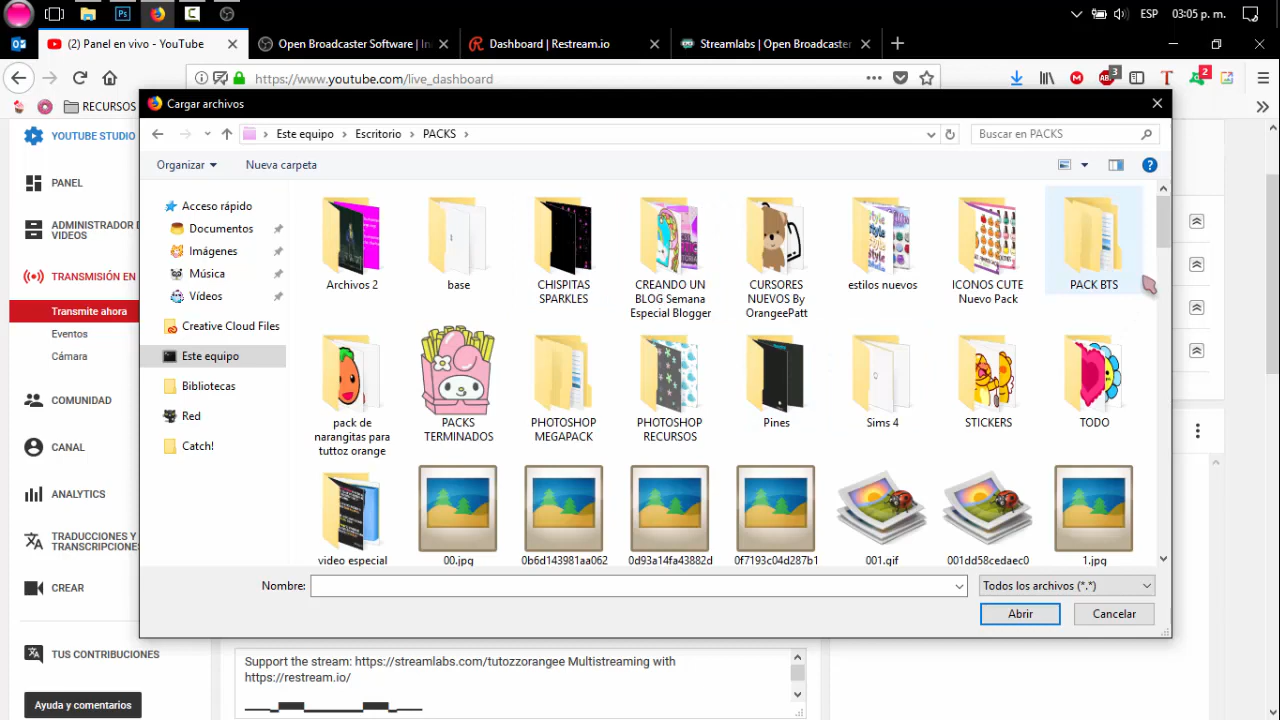 ESP 03:05 p. m.
(2) Panel en vivo - YouTube
Open Broadcaster Software | In
Dashboard | Restream.io
Streamlabs | Open Broadcaster
https://www.youtube.com/live_dashboard
3
2
RECURSOS
Cargar archivos
Este equipo > Escritorio > PACKS >
Buscar en PACKS
Organizar
Nueva carpeta
YOUTUBE STUDIO
PANEL
ADMINISTRADOR D
VIDEOS
TRANSMISIÓN EN
Transmite ahora
Eventos
Cámara
COMUNIDAD
CANAL
ANALYTICS
TRADUCCIONES Y
TRANSCRIPCIONE
CREAR
TUS CONTRIBUCIONES
Ayuda y comentarios
Acceso rápido
Documentos
Imágenes
Música
Vídeos
Creative Cloud Files
Este equipo
Bibliotecas
Red
Catch!
Archivos 2
base
CHISPITAS
SPARKLES
CREANDO UN
BLOG Semana
Especial Blogger
CURSORES
NUEVOS By
OrangeePatt
estilos nuevos
ICONOS CUTE
Nuevo Pack
PACK BTS
pack de
narangitas para
tuttoz orange
PACKS
TERMINADOS
PHOTOSHOP
MEGAPACK
PHOTOSHOP
RECURSOS
Pines
Sims 4
STICKERS
TODO
video especial
00.jpg
0b6d143981aa062
0d93a14fa43882d
0f7193c04d287b1
001.gif
001dd58cedaec0
1.jpg
Nombre:
Todos los archivos (*.*)
Abrir
Cancelar
Support the stream: https://streamlabs.com/tutozzorangee Multistreaming with
https://restream.io/